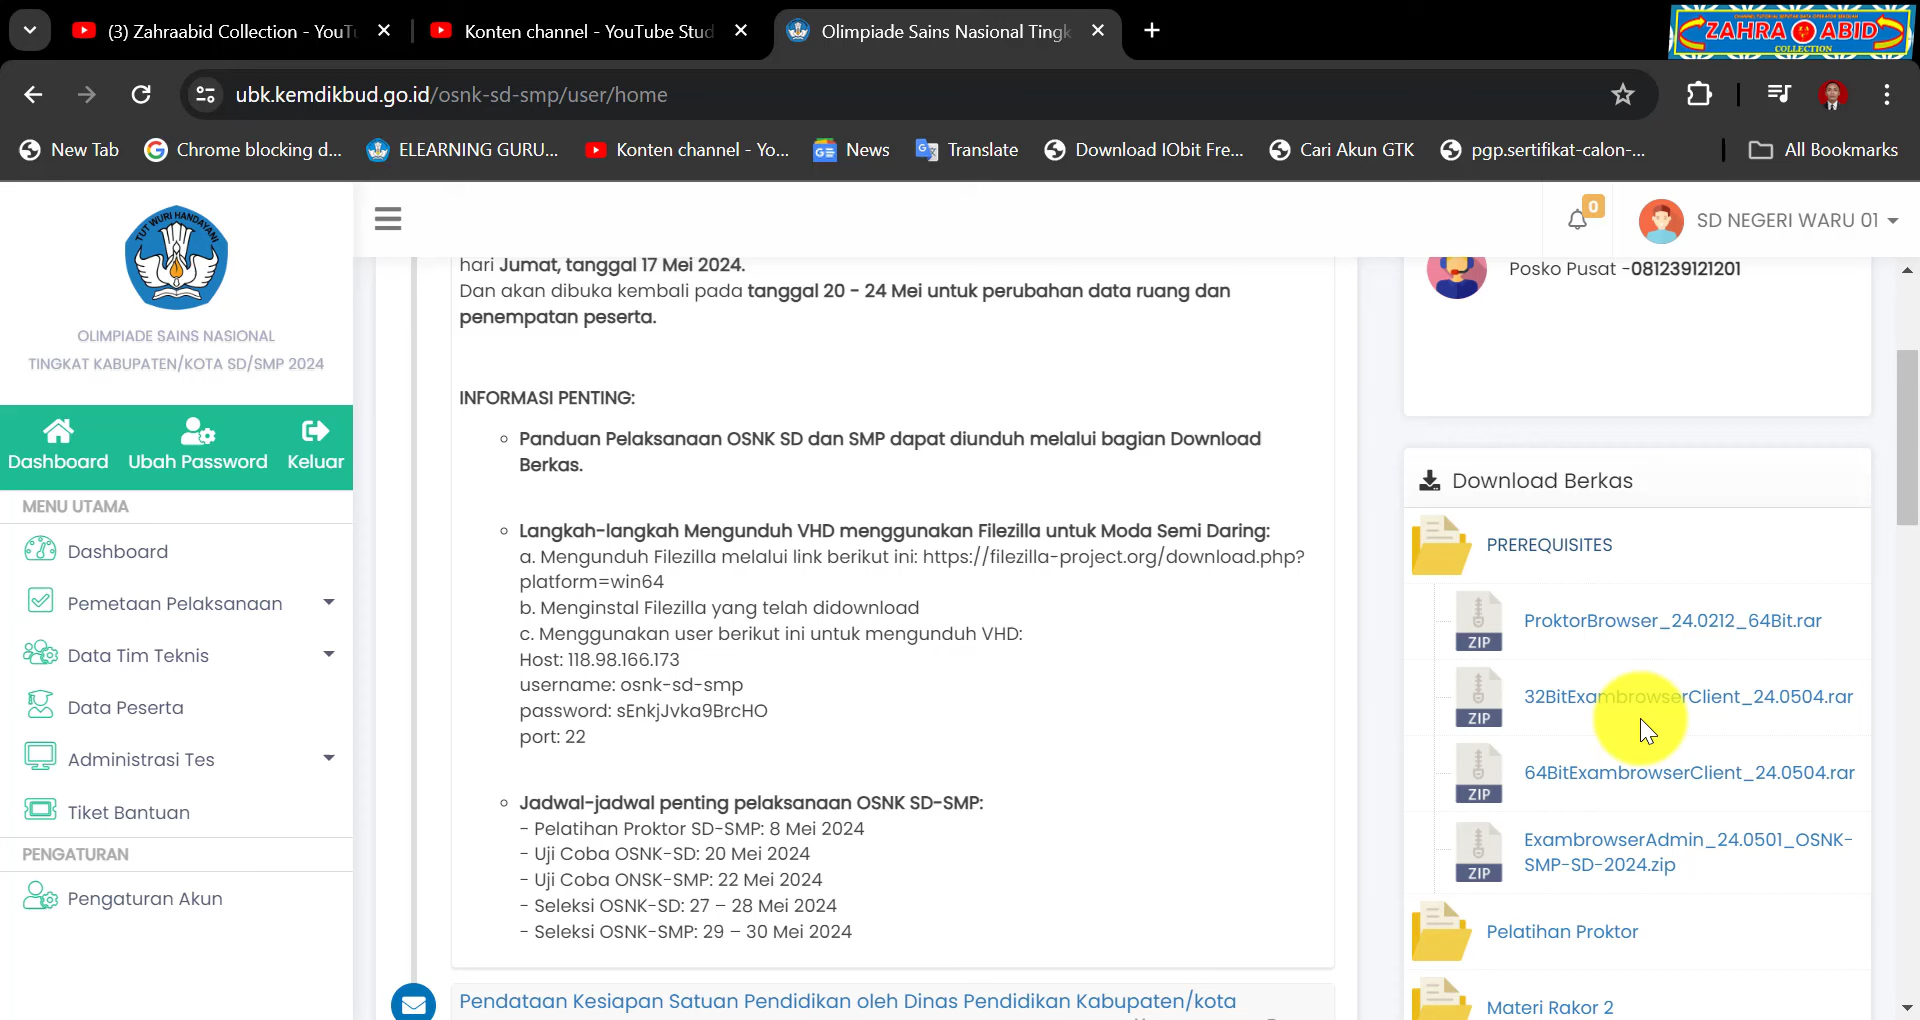 (3) Zahraabid Collection - YouTu
Konten channel - YouTube Stud
Olimpiade Sains Nasional Tingk
ZAHRA ABID
COLLECTION
ubk.kemdikbud.go.id/osnk-sd-smp/user/home
New Tab
Chrome blocking d...
ELEARNING GURU...
Konten channel - Yo...
News
Translate
Download IObit Fre...
Cari Akun GTK
pgp.sertifikat-calon-...
All Bookmarks
TUT WURI HANDAYANI
OLIMPIADE SAINS NASIONAL
TINGKAT KABUPATEN/KOTA SD/SMP 2024
Dashboard
Ubah Password
Keluar
MENU UTAMA
Dashboard
Pemetaan Pelaksanaan
Data Tim Teknis
Data Peserta
Administrasi Tes
Tiket Bantuan
PENGATURAN
Pengaturan Akun
0
SD NEGERI WARU 01
hari Jumat, tanggal 17 Mei 2024.
Dan akan dibuka kembali pada tanggal 20 - 24 Mei untuk perubahan data ruang dan
penempatan peserta.
INFORMASI PENTING:
Panduan Pelaksanaan OSNK SD dan SMP dapat diunduh melalui bagian Download
Berkas.
Langkah-langkah Mengunduh VHD menggunakan Filezilla untuk Moda Semi Daring:
a. Mengunduh Filezilla melalui link berikut ini: https://filezilla-project.org/download.php?
platform=win64
b. Menginstal Filezilla yang telah didownload
c. Menggunakan user berikut ini untuk mengunduh VHD:
Host: 118.98.166.173
username: osnk-sd-smp
password: sEnkjJvka9BrcHO
port: 22
Jadwal-jadwal penting pelaksanaan OSNK SD-SMP:
- Pelatihan Proktor SD-SMP: 8 Mei 2024
- Uji Coba OSNK-SD: 20 Mei 2024
- Uji Coba ONSK-SMP: 22 Mei 2024
- Seleksi OSNK-SD: 27 – 28 Mei 2024
- Seleksi OSNK-SMP: 29 – 30 Mei 2024
Pendataan Kesiapan Satuan Pendidikan oleh Dinas Pendidikan Kabupaten/kota
Posko Pusat -081239121201
Download Berkas
PREREQUISITES
ZIP
ProktorBrowser_24.0212_64Bit.rar
ZIP
32BitExambrowserClient_24.0504.rar
ZIP
64BitExambrowserClient_24.0504.rar
ZIP
ExambrowserAdmin_24.0501_OSNK-
SMP-SD-2024.zip
Pelatihan Proktor
Materi Rakor 2